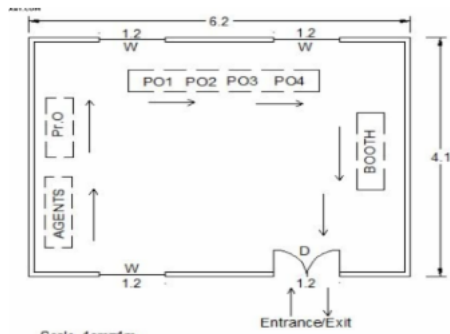 6.2
1.2 1.2
W W
PO1 PO2 PO3 PO4
Pr.O
BOOTH
4.1
AGENTS
W D
1.2 1.2
Entrance/Exit